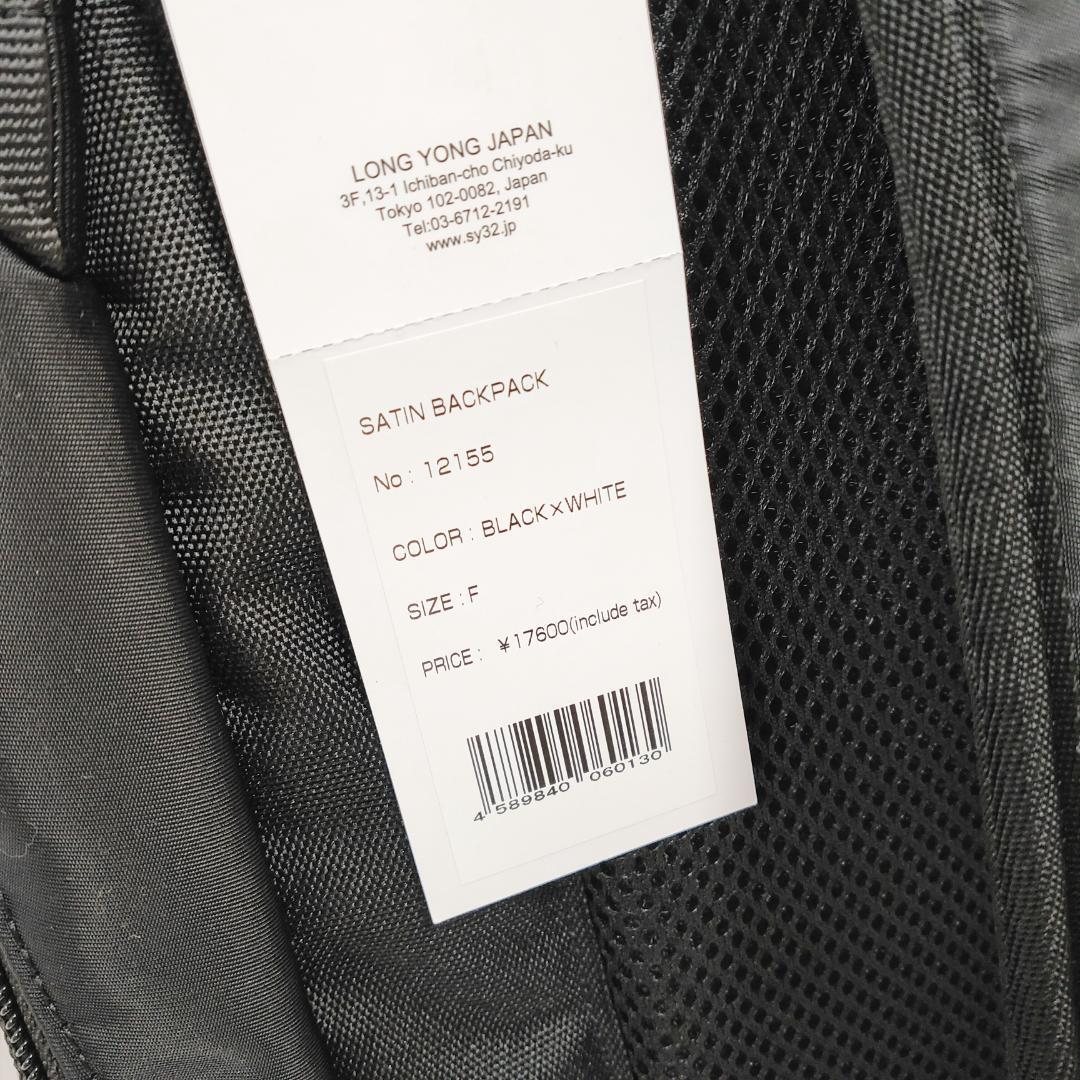 LONG YONG JAPAN
3F,13-1 Ichiban-cho Chiyoda-ku
Tokyo 102-0082, Japan
Tel:03-6712-2191
www.sy32.jp
SATIN BACKPACK
No : 12155
COLOR : BLACK×WHITE
SIZE : F
PRICE : ¥17600(include tax)
4 589840 060130